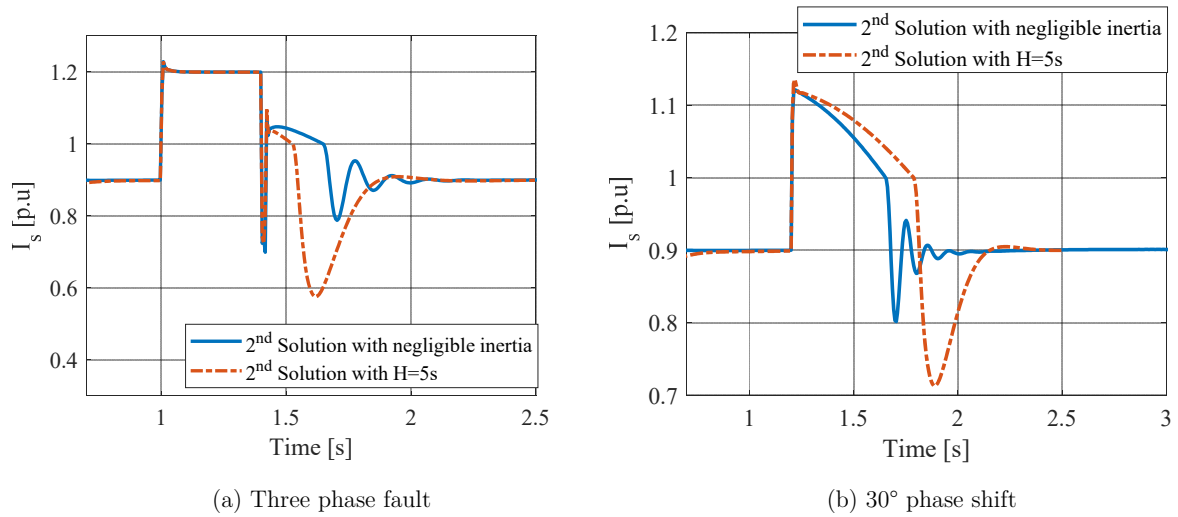 1.2
1
0.8
0.6
0.4
I_s [p.u]
2nd Solution with negligible inertia
2nd Solution with H=5s
1
1.5
2
2.5
Time [s]
(a) Three phase fault
1.2
1.1
1
0.9
0.8
0.7
I_s [p.u]
2nd Solution with negligible inertia
2nd Solution with H=5s
1
1.5
2
2.5
3
Time [s]
(b) 30° phase shift